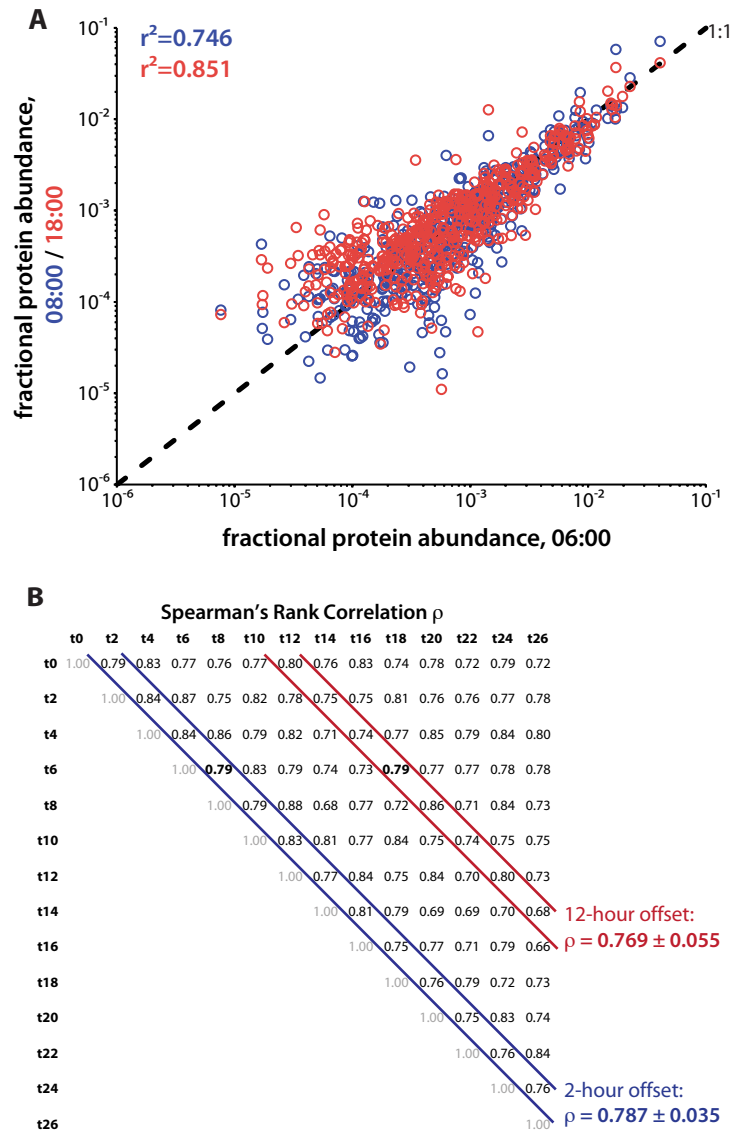 A
r²=0.746
r²=0.851
1:1
fractional protein abundance,
08:00 / 18:00
10⁻¹
10⁻²
10⁻³
10⁻⁴
10⁻⁵
10⁻⁶
10⁻⁶ 10⁻⁵ 10⁻⁴ 10⁻³ 10⁻² 10⁻¹
fractional protein abundance, 06:00
B
Spearman's Rank Correlation ρ
t0 t2 t4 t6 t8 t10 t12 t14 t16 t18 t20 t22 t24 t26
t0 1.00 0.79 0.83 0.77 0.76 0.77 0.80 0.76 0.83 0.74 0.78 0.72 0.79 0.72
t2 1.00 0.84 0.87 0.75 0.82 0.78 0.75 0.75 0.81 0.76 0.76 0.77 0.78
t4 1.00 0.84 0.86 0.79 0.82 0.71 0.74 0.77 0.85 0.79 0.84 0.80
t6 1.00 0.79 0.83 0.79 0.74 0.73 0.79 0.77 0.77 0.78 0.78
t8 1.00 0.79 0.88 0.68 0.77 0.72 0.86 0.71 0.84 0.73
t10 1.00 0.83 0.81 0.77 0.84 0.75 0.74 0.75 0.75
t12 1.00 0.77 0.84 0.75 0.84 0.70 0.80 0.73
t14 1.00 0.81 0.79 0.69 0.69 0.70 0.68
12-hour offset:
ρ = 0.769 ± 0.055
t16 1.00 0.75 0.77 0.71 0.79 0.66
t18 1.00 0.76 0.79 0.72 0.73
t20 1.00 0.75 0.83 0.74
t22 1.00 0.76 0.84
t24 1.00 0.76
2-hour offset:
ρ = 0.787 ± 0.035
t26 1.00